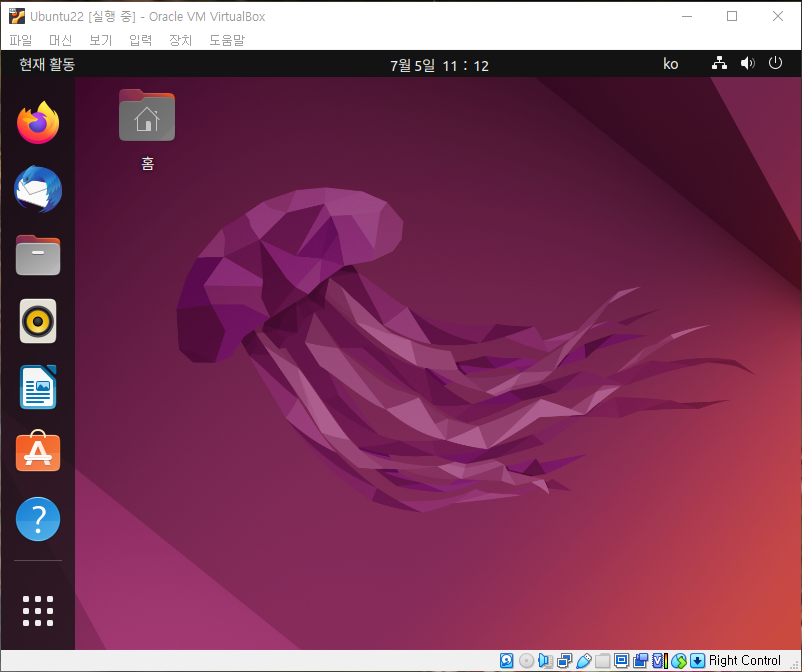 Ubuntu22 [실행 중] - Oracle VM VirtualBox
파일 머신 보기 입력 장치 도움말
현재 활동 7월 5일 11 : 12 ko
홈
Right Control